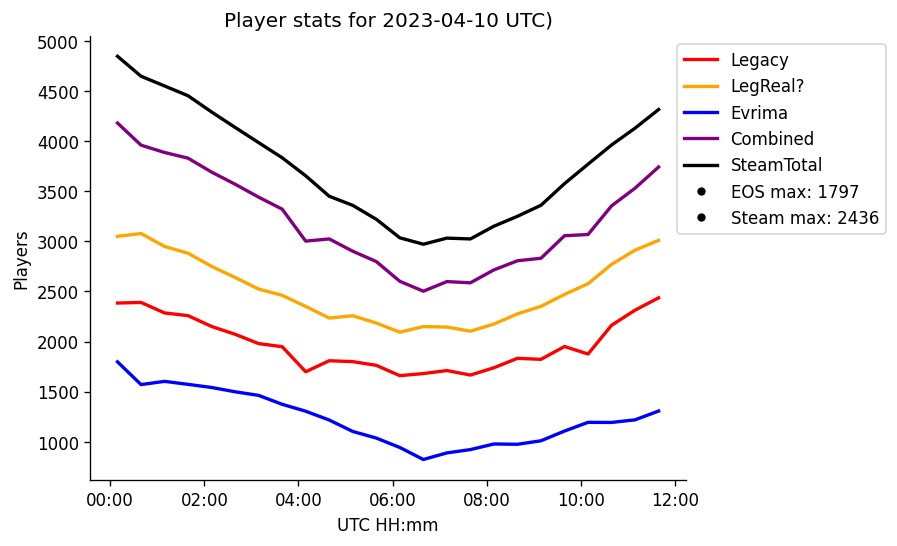 Player stats for 2023-04-10 UTC)
5000
4500
4000
3500
3000
2500
2000
1500
1000
Players
00:00 02:00 04:00 06:00 08:00 10:00 12:00
UTC HH:mm
Legacy
LegReal?
Evrima
Combined
SteamTotal
EOS max: 1797
Steam max: 2436